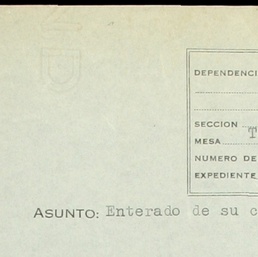 DEPENDENCI
SECCION
T
MESA
NUMERO DE
EXPEDIENTE
ASUNTO: Enterado de su c